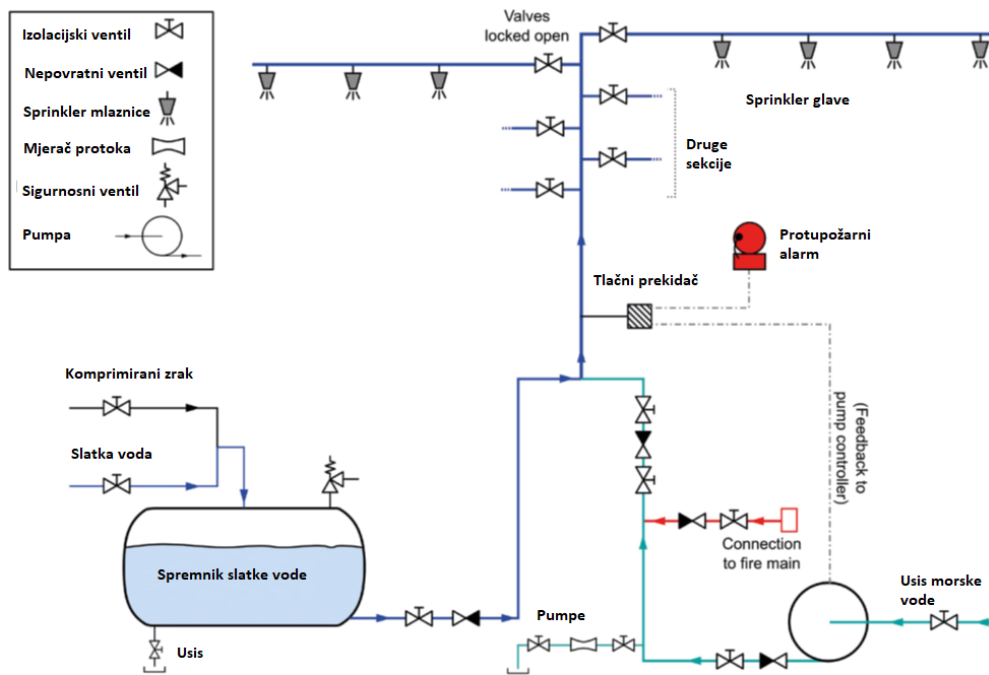 Izolacijski ventil
Nepovratni ventil
Sprinkler mlaznice
Mjerač protoka
Sigurnosni ventil
Pumpa
Valves
locked open
Sprinkler glave
Druge
sekcije
Protupožarni
alarm
Tlačni prekidač
Komprimirani zrak
Slatka voda
(Feedback to
pump controller)
Spremnik slatke vode
Connection
to fire main
Usis morske
vode
Pumpe
Usis